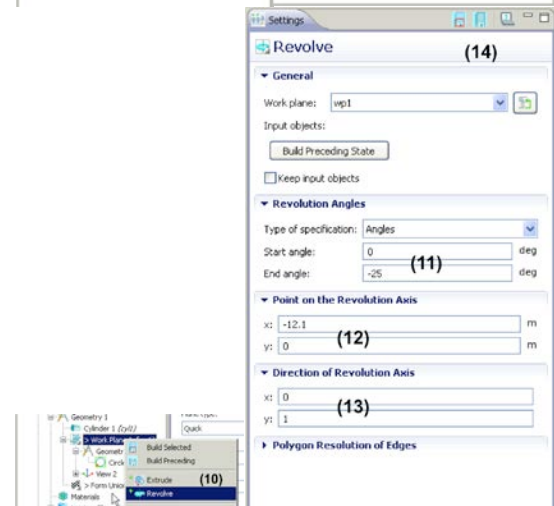 Settings
Revolve
(14)
General
Work plane: wp1
Input objects:
Build Preceding State
Keep input objects
Revolution Angles
Type of specification: Angles
Start angle: 0 deg
(11)
End angle: -25 deg
Point on the Revolution Axis
x: -12.1 m
(12)
y: 0 m
Direction of Revolution Axis
x: 0
(13)
y: 1
Polygon Resolution of Edges
Geometry 1
Cylinder 1 (cyl1)
Quick
> Work Plane
Build Selected
Geometr
Build Preceding
Circ
View 2
Extrude (10)
> Form Union
Revolve
Materials